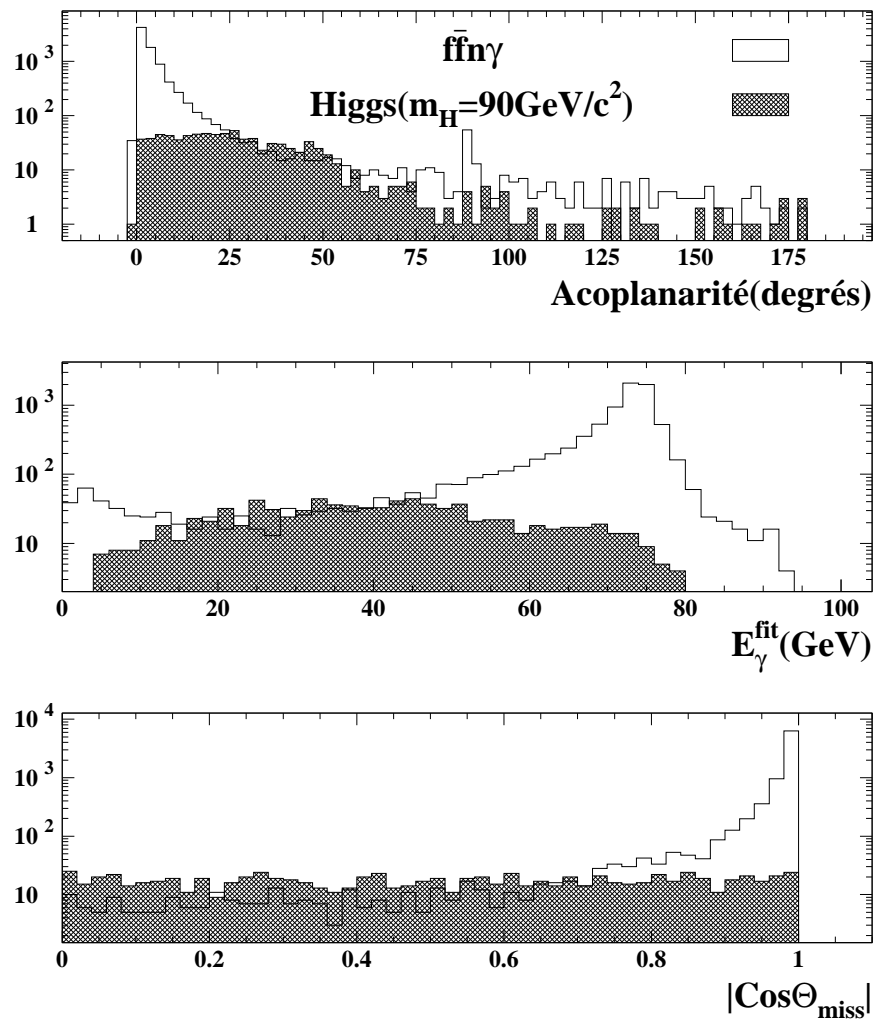 10³
10²
10
1
ff̄nγ
Higgs(m_H=90GeV/c²)
0 25 50 75 100 125 150 175
Acoplanarité(degrés)
10³
10²
10
0 20 40 60 80 100
E_γ^fit(GeV)
10⁴
10³
10²
10
0 0.2 0.4 0.6 0.8 1
|CosΘ_miss|